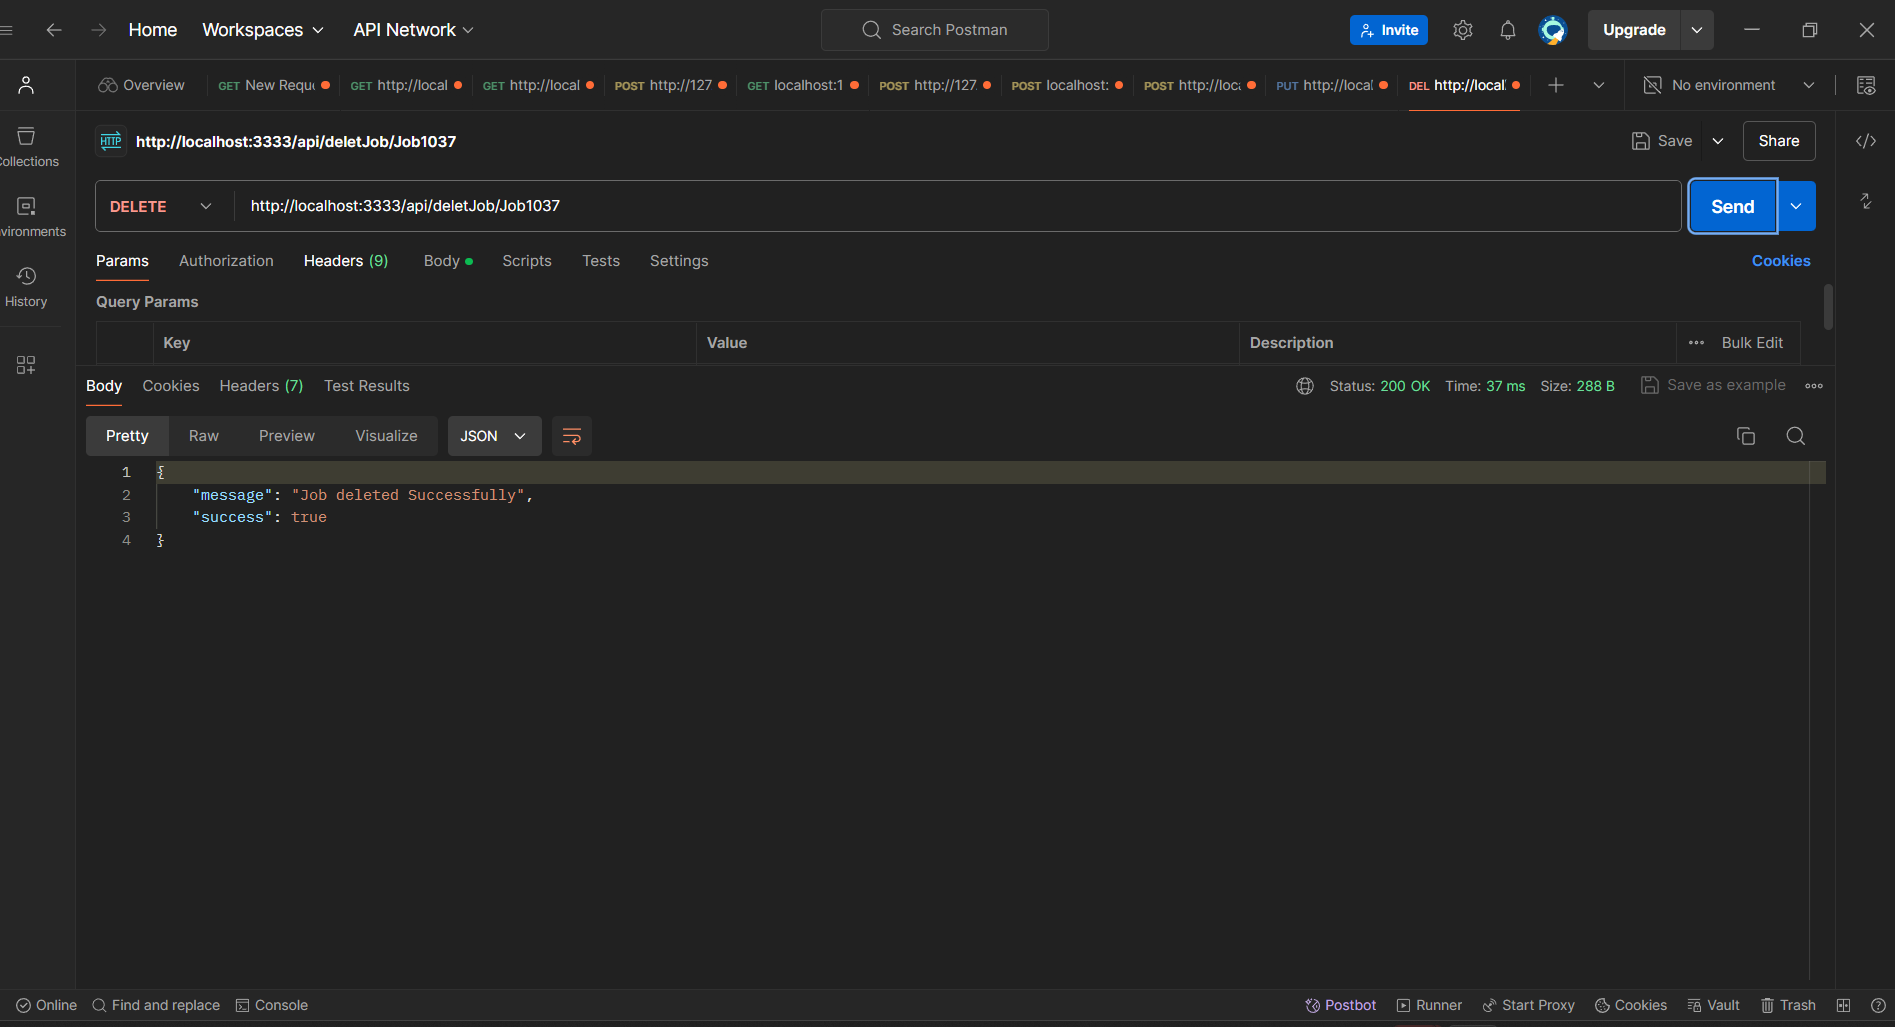 Home Workspaces API Network Search Postman Invite Upgrade
Overview GET New Requ GET http://local GET http://local POST http://127 GET localhost:1 POST http://127. POST localhost: POST http://loc PUT http://local DEL http://local No environment
HTTP http://localhost:3333/api/deletJob/Job1037 Save Share
ollections
DELETE http://localhost:3333/api/deletJob/Job1037 Send
vironments
Params Authorization Headers (9) Body Scripts Tests Settings Cookies
History
Query Params
Key Value Description Bulk Edit
Body Cookies Headers (7) Test Results Status: 200 OK Time: 37 ms Size: 288 B Save as example
Pretty Raw Preview Visualize JSON
1 {
2 "message": "Job deleted Successfully",
3 "success": true
4 }
Online Find and replace Console Postbot Runner Start Proxy Cookies Vault Trash